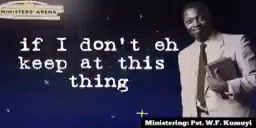 MINISTERS' ARENA
if I don't eh
keep at this
thing
Ministering: Pst. W.F. Kumuyi